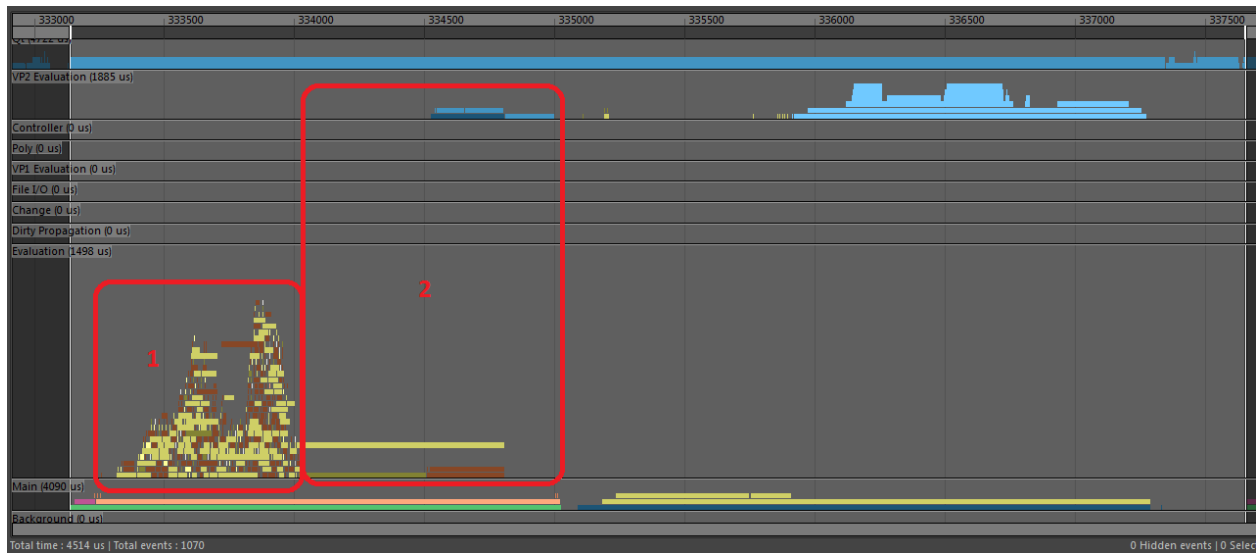 333000 333500 334000 334500 335000 335500 336000 336500 337000 337500
Qt (4722 us)
VP2 Evaluation (1885 us)
Controller (0 us)
Poly (0 us)
VP1 Evaluation (0 us)
File I/O (0 us)
Change (0 us)
Dirty Propagation (0 us)
Evaluation (1498 us)
2
1
Main (4090 us)
Background (0 us)
Total time : 4514 us | Total events : 1070 0 Hidden events | 0 Selec